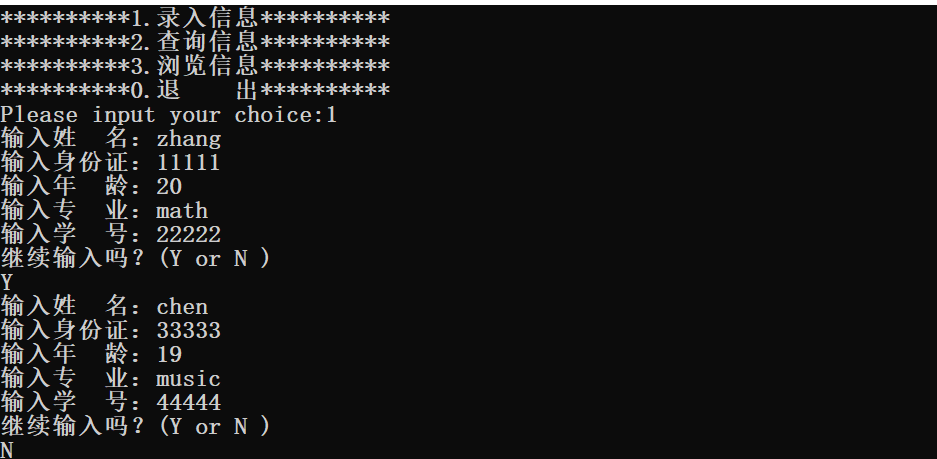 **********1.录入信息**********
**********2.查询信息**********
**********3.浏览信息**********
**********0.退    出**********
Please input your choice:1
输入姓  名：zhang
输入身份证：11111
输入年  龄：20
输入专  业：math
输入学  号：22222
继续输入吗？(Y or N )
Y
输入姓  名：chen
输入身份证：33333
输入年  龄：19
输入专  业：music
输入学  号：44444
继续输入吗？(Y or N )
N